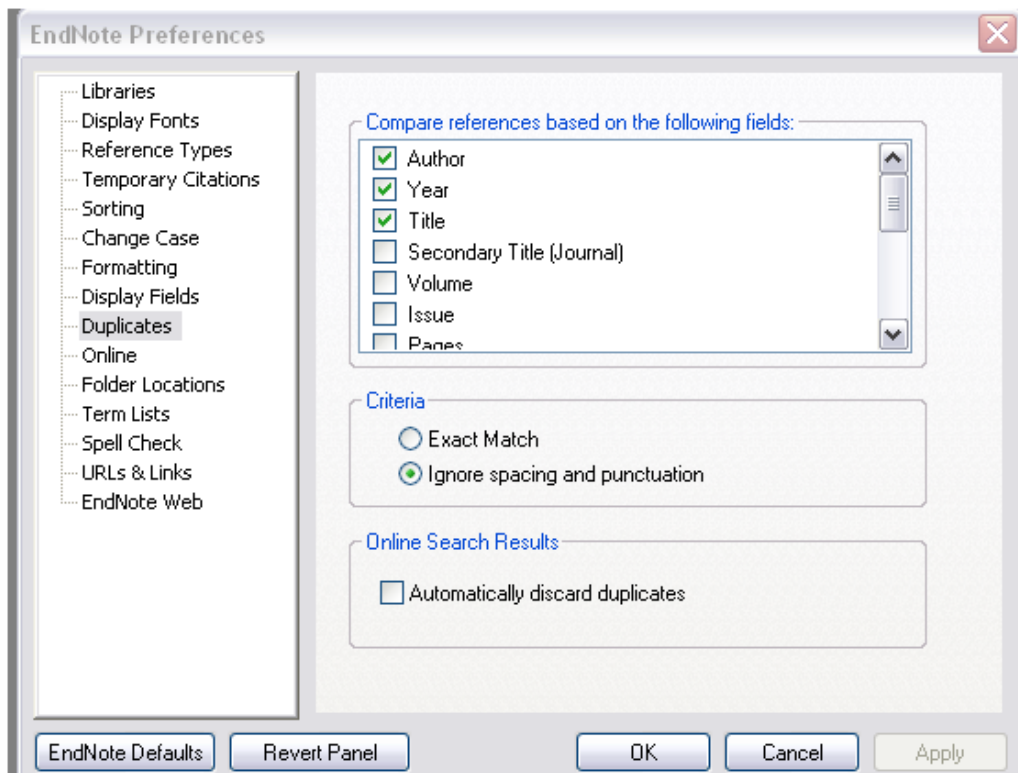 EndNote Preferences
Libraries
Display Fonts
Reference Types
Temporary Citations
Sorting
Change Case
Formatting
Display Fields
Duplicates
Online
Folder Locations
Term Lists
Spell Check
URLs & Links
EndNote Web
Compare references based on the following fields:
Author
Year
Title
Secondary Title (Journal)
Volume
Issue
Pages
Criteria
Exact Match
Ignore spacing and punctuation
Online Search Results
Automatically discard duplicates
EndNote Defaults
Revert Panel
OK
Cancel
Apply